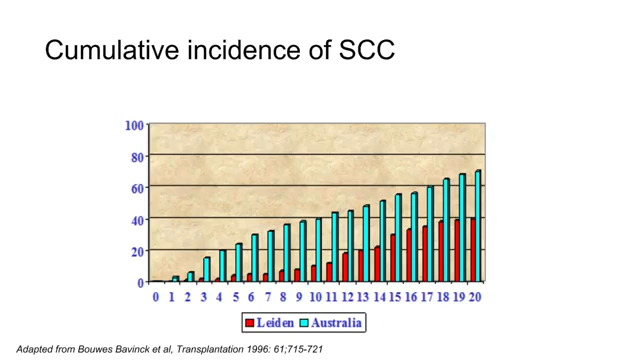 Cumulative incidence of SCC
100
80
60
40
20
0
0 1 2 3 4 5 6 7 8 9 10 11 12 13 14 15 16 17 18 19 20
Leiden Australia
Adapted from Bouwes Bavinck et al, Transplantation 1996: 61;715-721